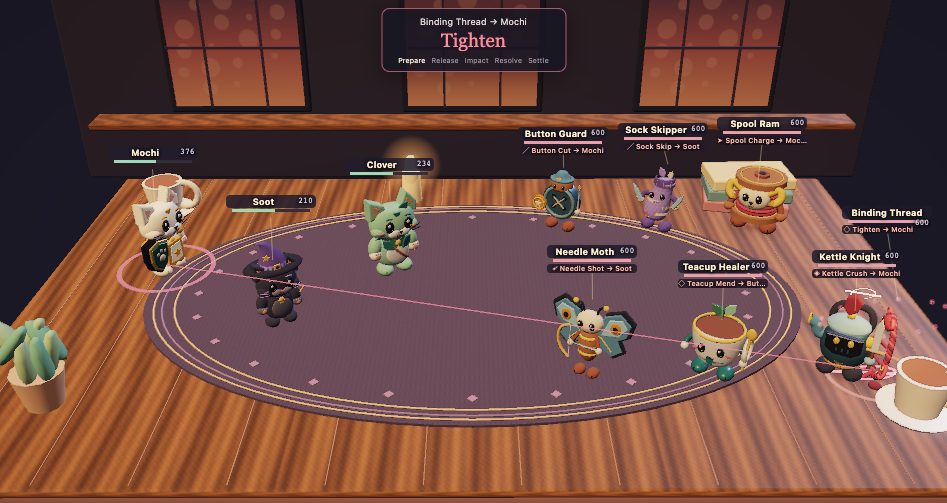 Binding Thread → Mochi
Tighten
Prepare Release Impact Resolve Settle
Mochi 376
Soot 210
Clover 234
Button Guard 600
Button Cut → Mochi
Sock Skipper 600
Sock Skip → Soot
Spool Ram 600
Spool Charge → Moc...
Binding Thread 600
Tighten → Mochi
Needle Moth 600
Needle Shot → Soot
Teacup Healer 600
Teacup Mend → But...
Kettle Knight 600
Kettle Crush → Mochi